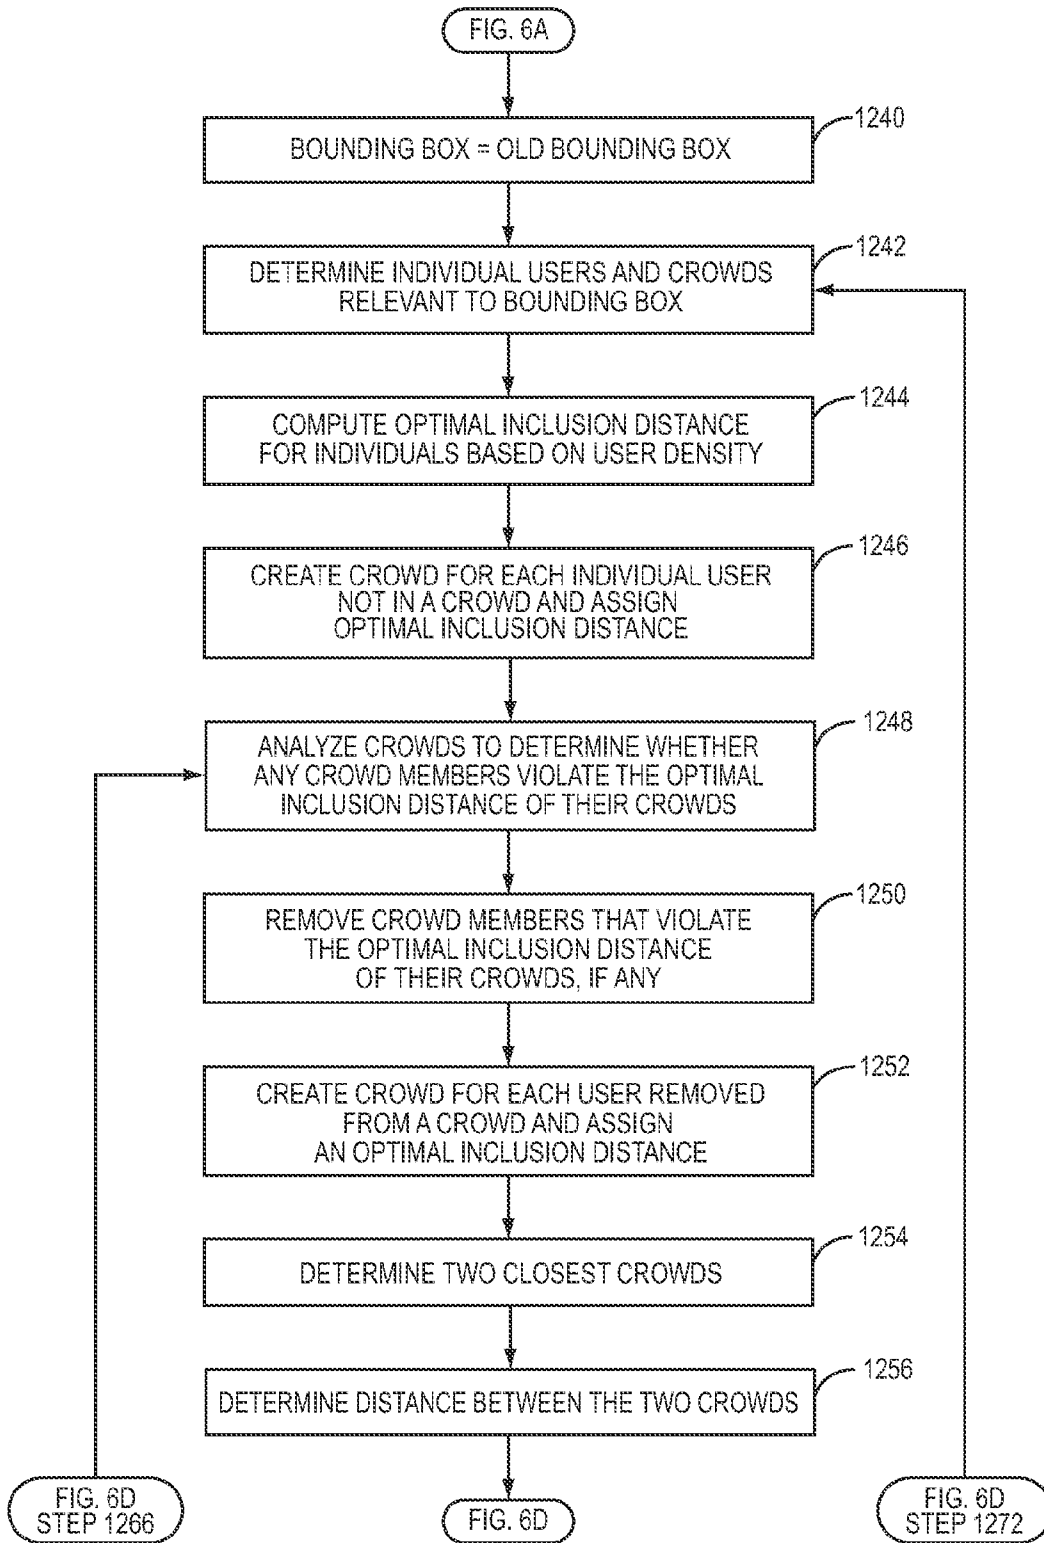 FIG. 6A
1240
BOUNDING BOX = OLD BOUNDING BOX
1242
DETERMINE INDIVIDUAL USERS AND CROWDS
RELEVANT TO BOUNDING BOX
1244
COMPUTE OPTIMAL INCLUSION DISTANCE
FOR INDIVIDUALS BASED ON USER DENSITY
1246
CREATE CROWD FOR EACH INDIVIDUAL USER
NOT IN A CROWD AND ASSIGN
OPTIMAL INCLUSION DISTANCE
1248
ANALYZE CROWDS TO DETERMINE WHETHER
ANY CROWD MEMBERS VIOLATE THE OPTIMAL
INCLUSION DISTANCE OF THEIR CROWDS
1250
REMOVE CROWD MEMBERS THAT VIOLATE
THE OPTIMAL INCLUSION DISTANCE
OF THEIR CROWDS, IF ANY
1252
CREATE CROWD FOR EACH USER REMOVED
FROM A CROWD AND ASSIGN
AN OPTIMAL INCLUSION DISTANCE
1254
DETERMINE TWO CLOSEST CROWDS
1256
DETERMINE DISTANCE BETWEEN THE TWO CROWDS
FIG. 6D
STEP 1266
FIG. 6D
FIG. 6D
STEP 1272